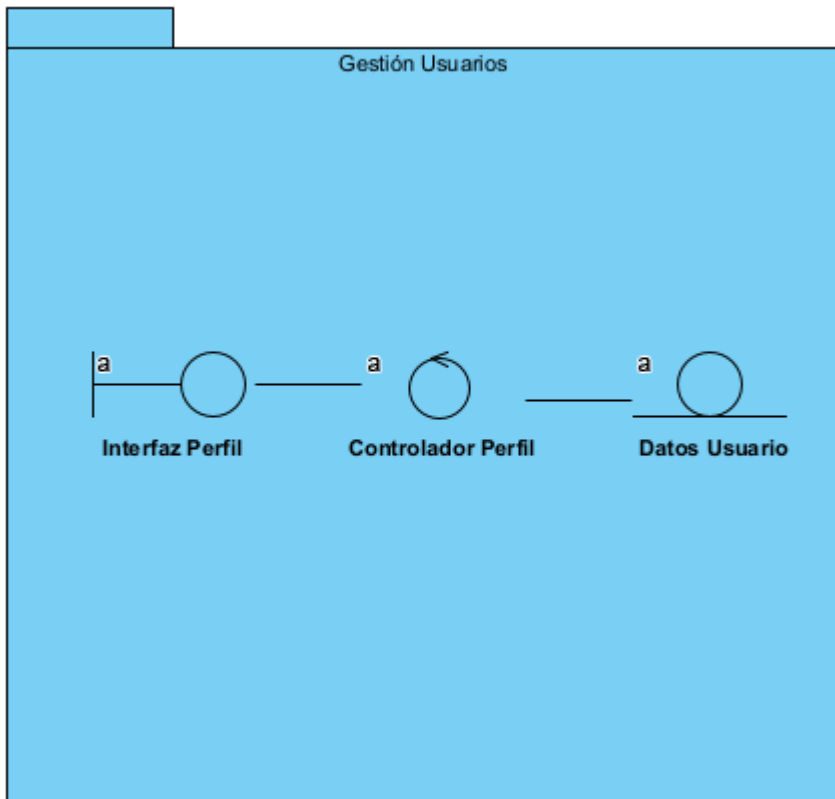 Gestión Usuarios
a a a
Interfaz Perfil Controlador Perfil Datos Usuario